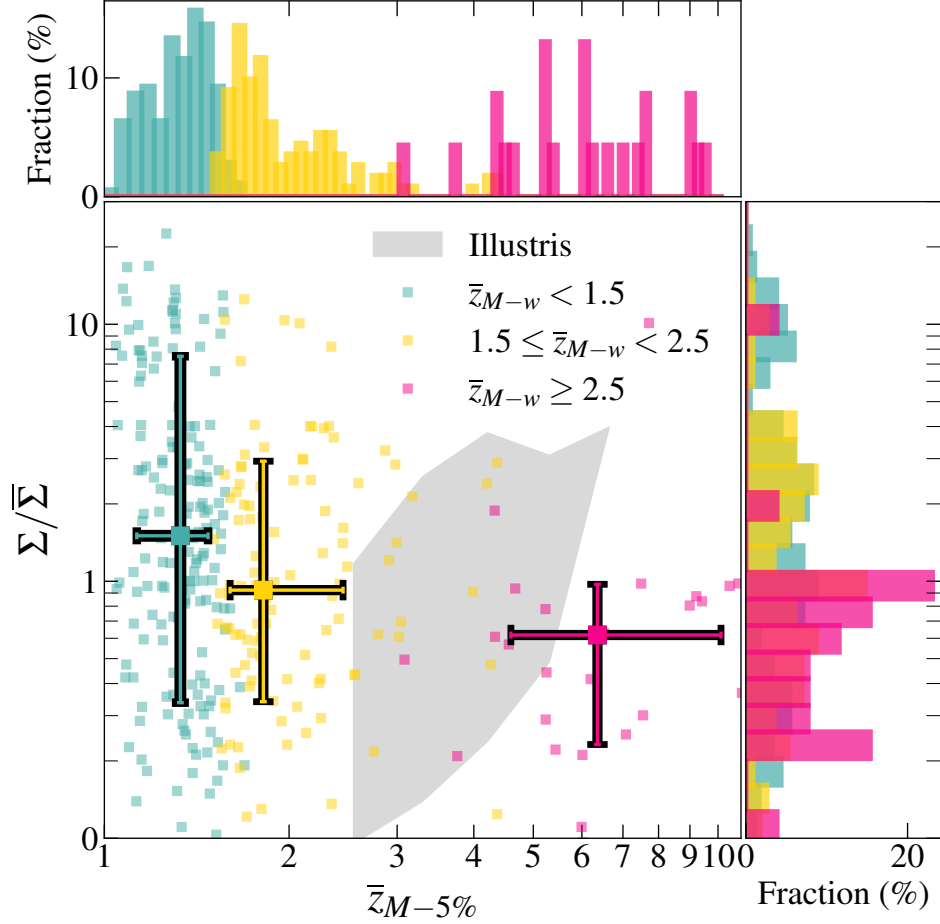 Fraction (%)
10
0
Illustris
z̄_{M−w} < 1.5
1.5 ≤ z̄_{M−w} < 2.5
z̄_{M−w} ≥ 2.5
Σ/Σ̄
10
1
0
1 2 3 4 5 6 7 8 9 10 0 20
z̄_{M−5%}
Fraction (%)